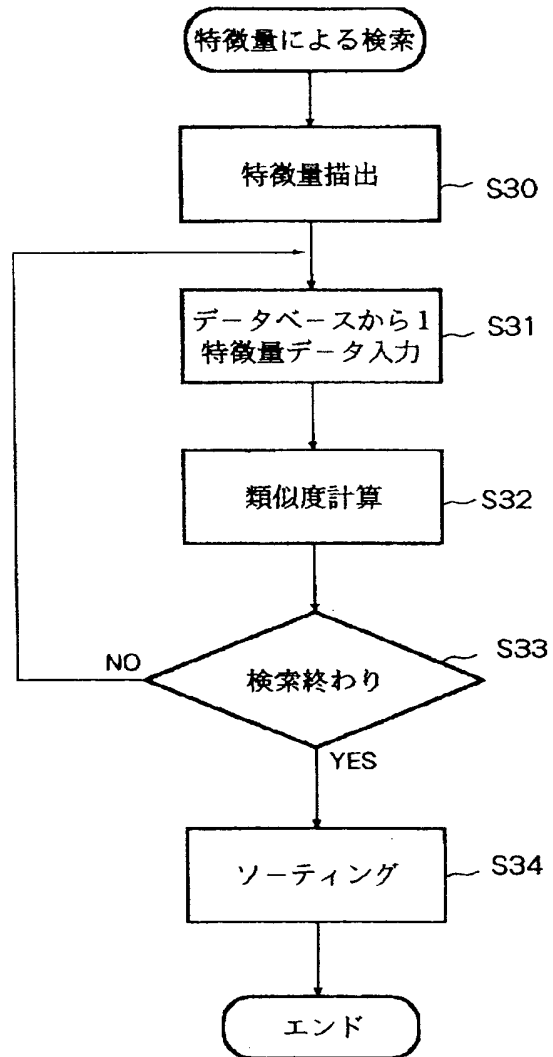 特徴量による検索
特徴量描出
S30
データベースから1
特徴量データ入力
S31
類似度計算
S32
検索終わり
S33
NO
YES
ソーティング
S34
エンド